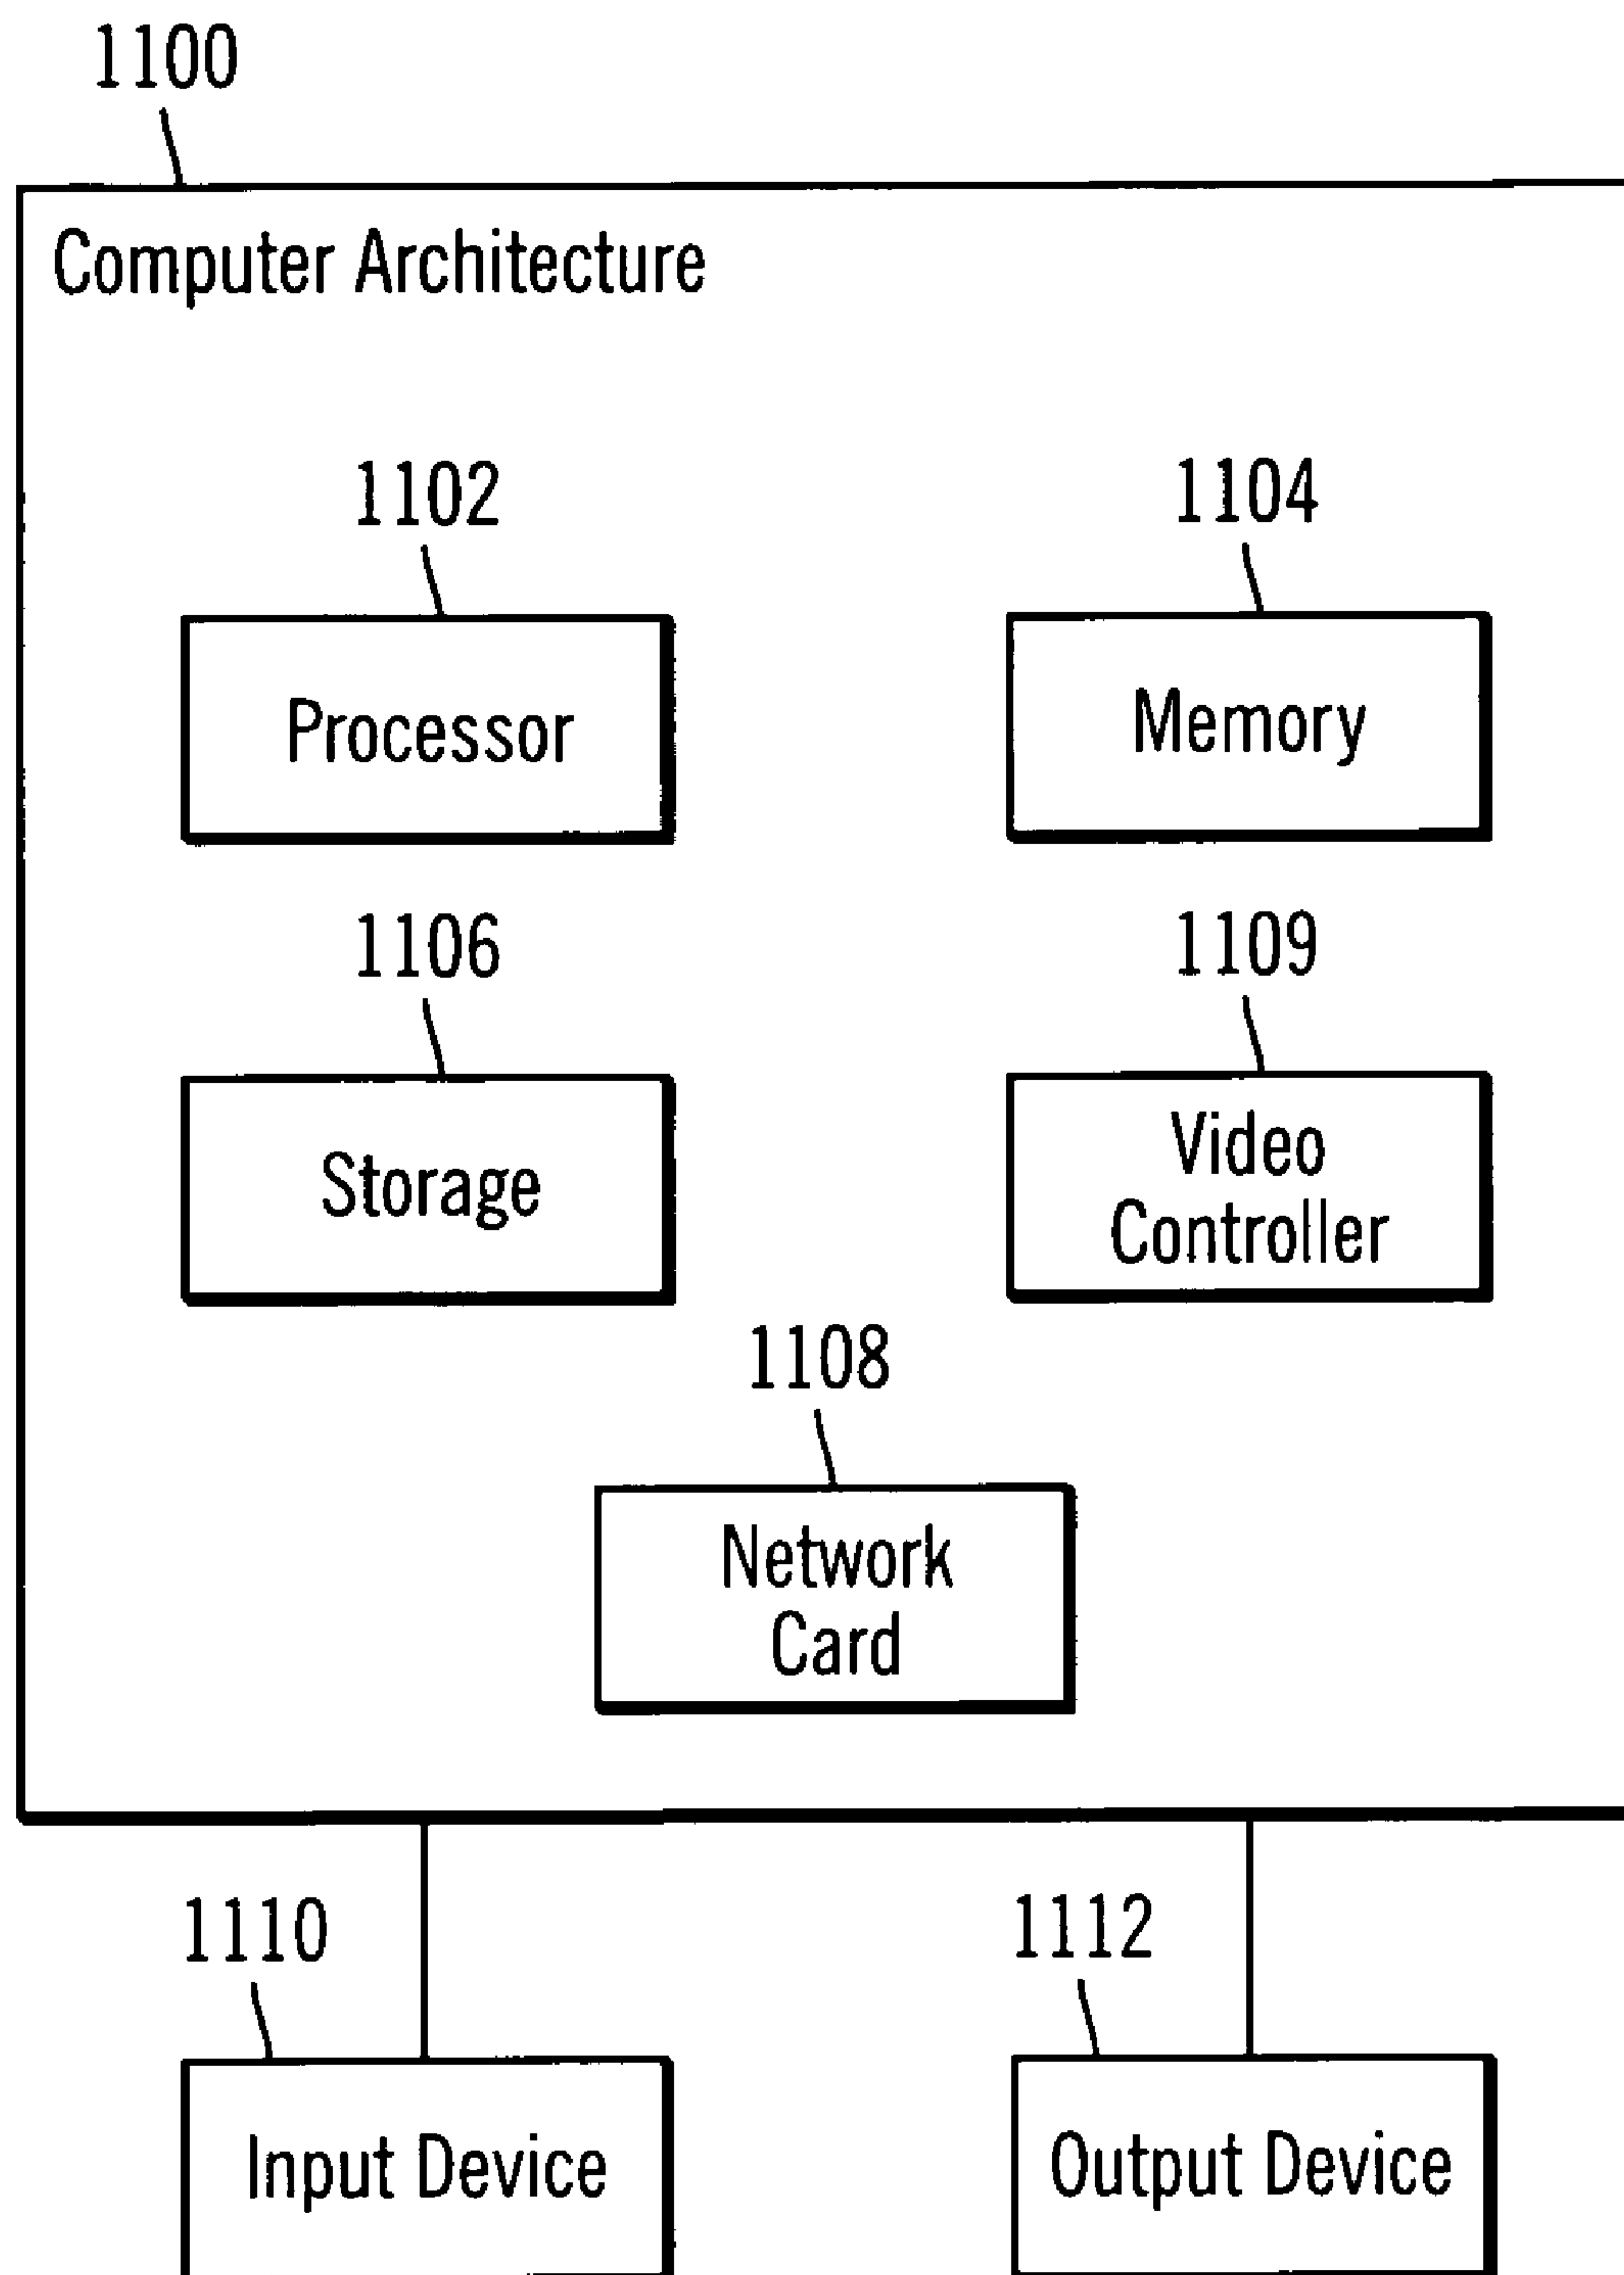 1100
Computer Architecture
1102
1104
Processor
Memory
1106
1109
Storage
Video
Controller
1108
Network
Card
1110
1112
Input Device
Output Device